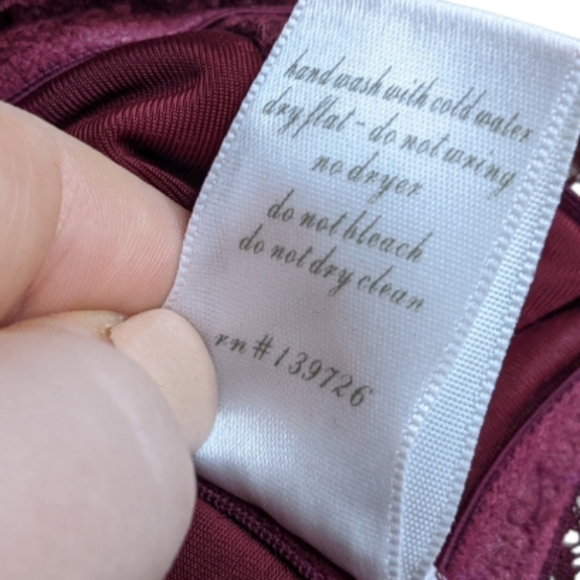 hand wash with cold water
dry flat - do not wring
no dryer
do not bleach
do not dry clean
rn#139726